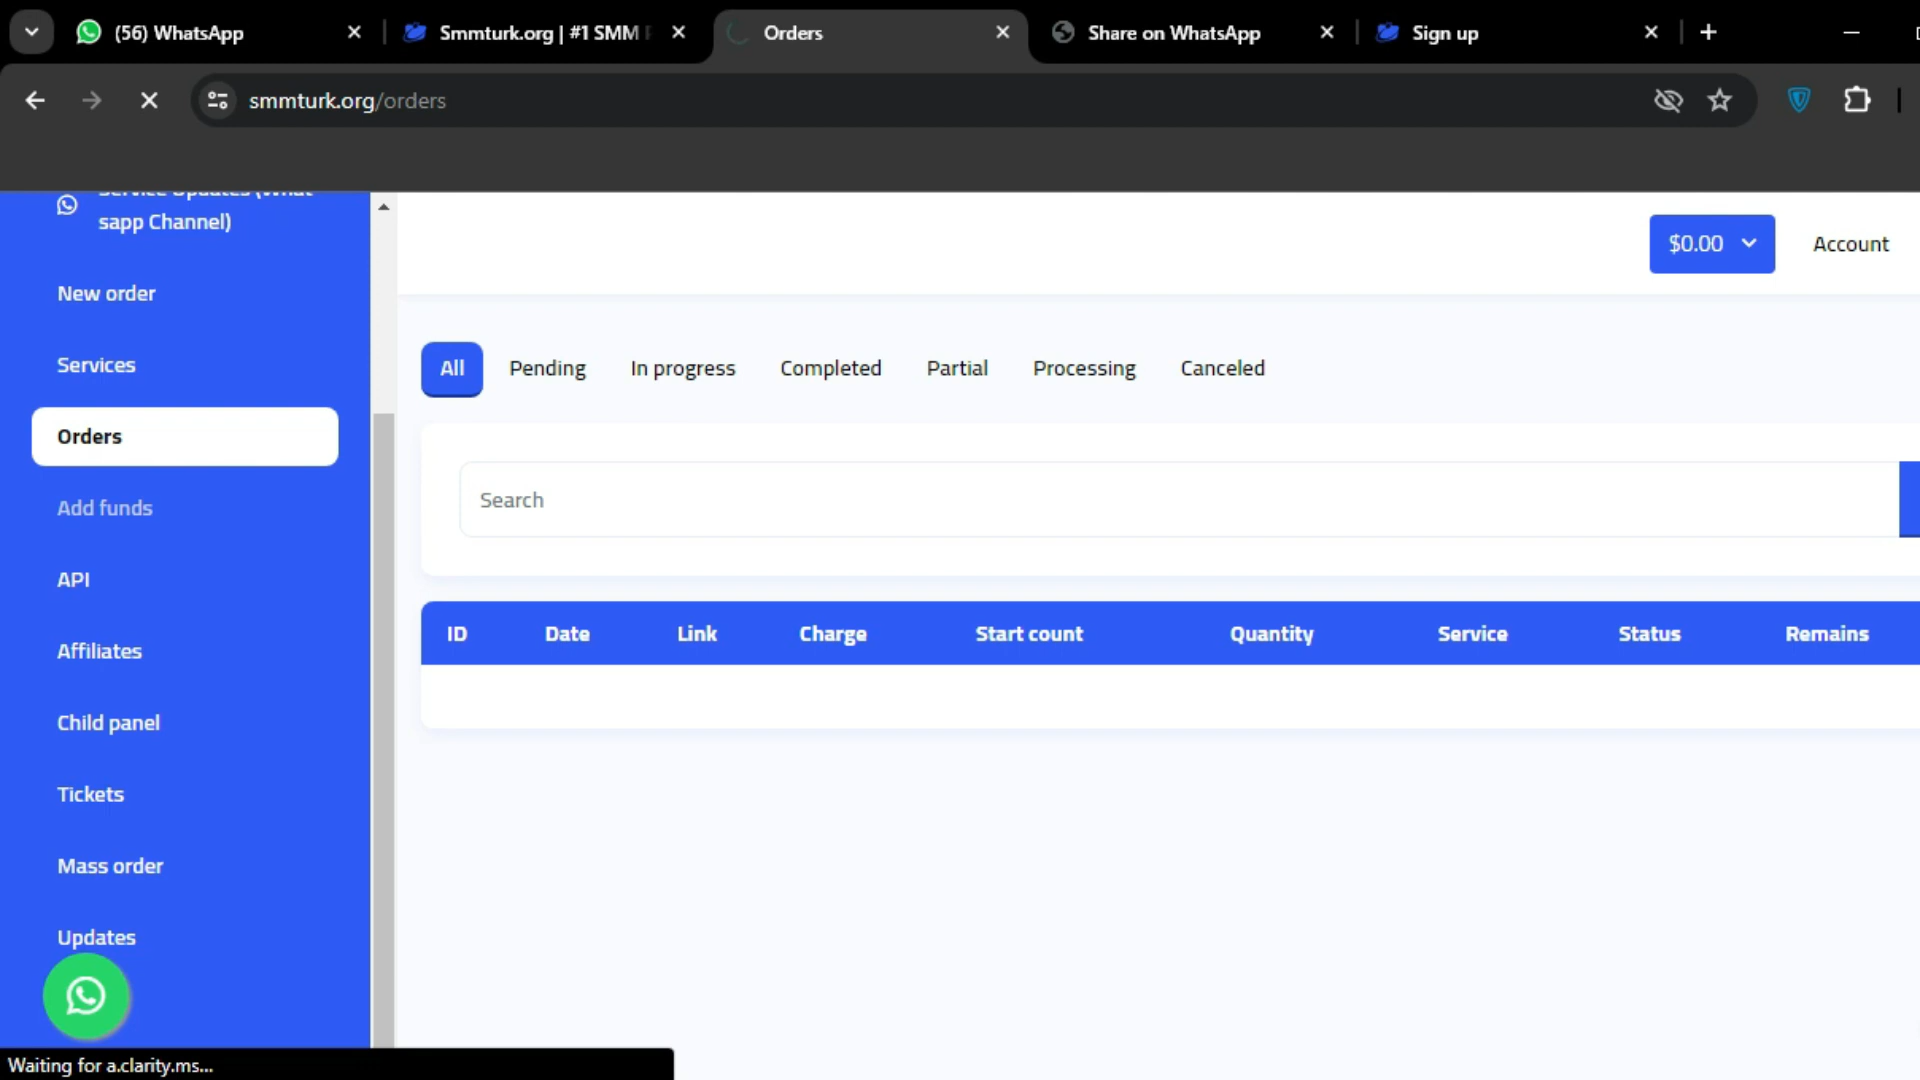 (56) WhatsApp
Smmturk.org | #1 SMM
Orders
Share on WhatsApp
Sign up
smmturk.org/orders
Service Updates (What
sapp Channel)
$0.00
Account
New order
Services
Orders
Add funds
API
Affiliates
Child panel
Tickets
Mass order
Updates
All
Pending
In progress
Completed
Partial
Processing
Canceled
Search
ID
Date
Link
Charge
Start count
Quantity
Service
Status
Remains
Waiting for a.clarity.ms...